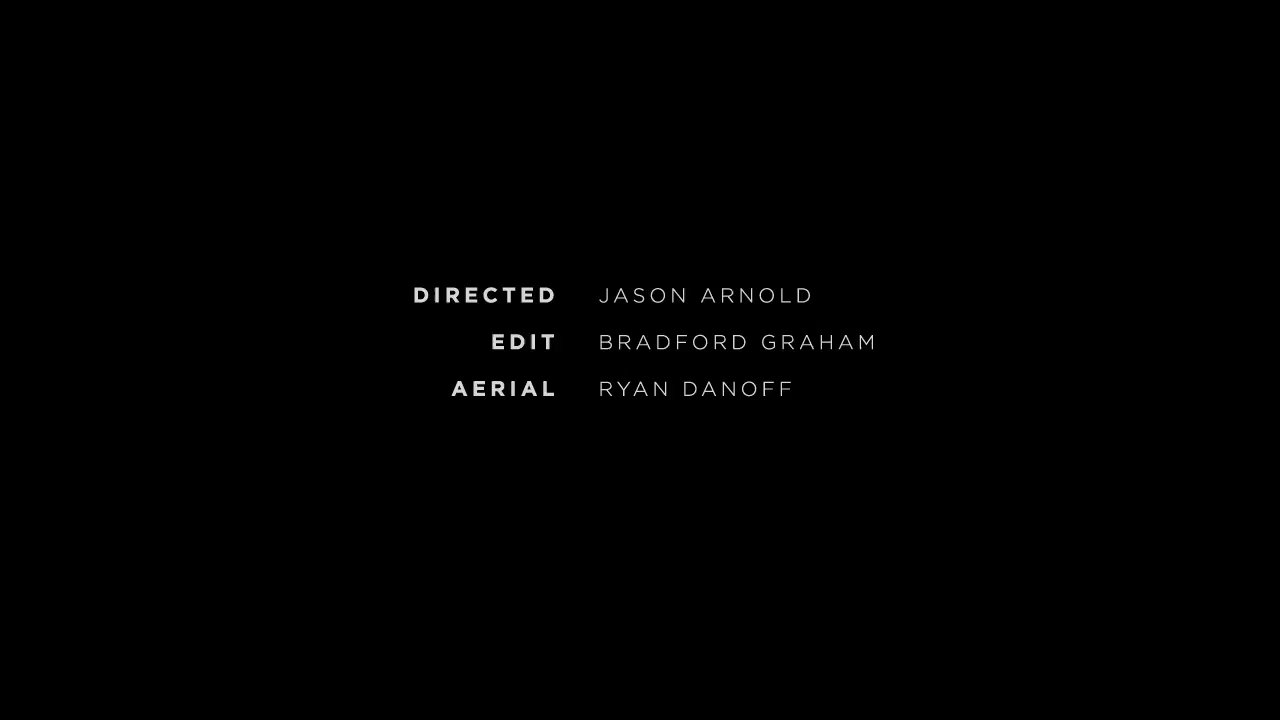 DIRECTED JASON ARNOLD
EDIT BRADFORD GRAHAM
AERIAL RYAN DANOFF